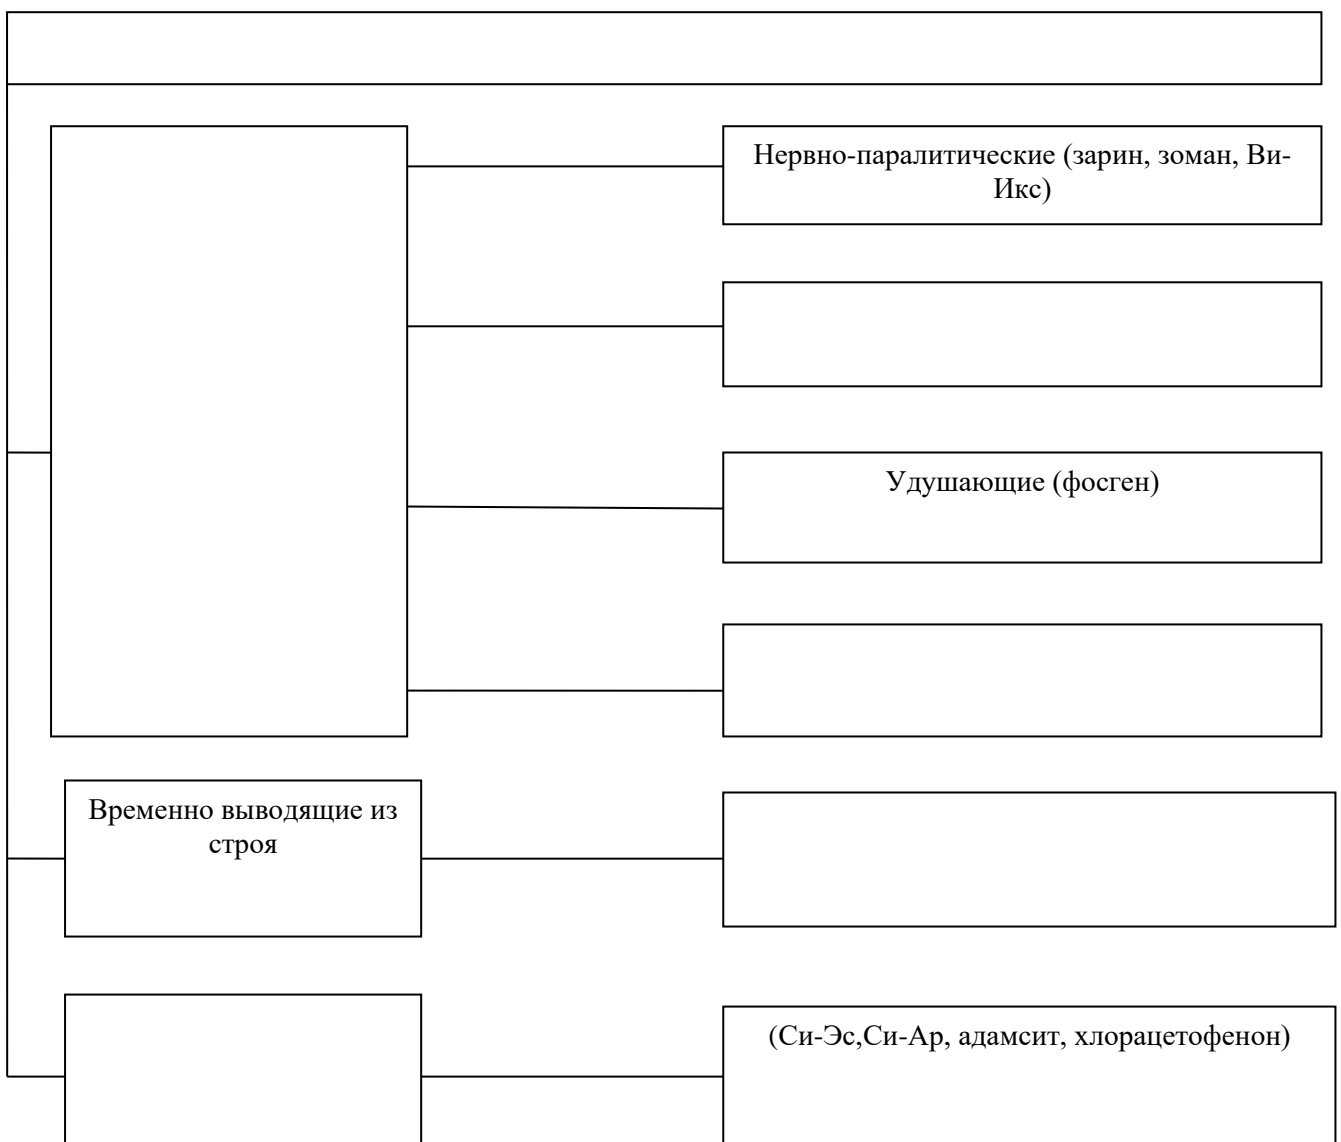 Нервно-паралитические (зарин, зоман, Ви-
Икс)
Удушающие (фосген)
Временно выводящие из
строя
(Си-Эс,Си-Ар, адамсит, хлорацетофенон)